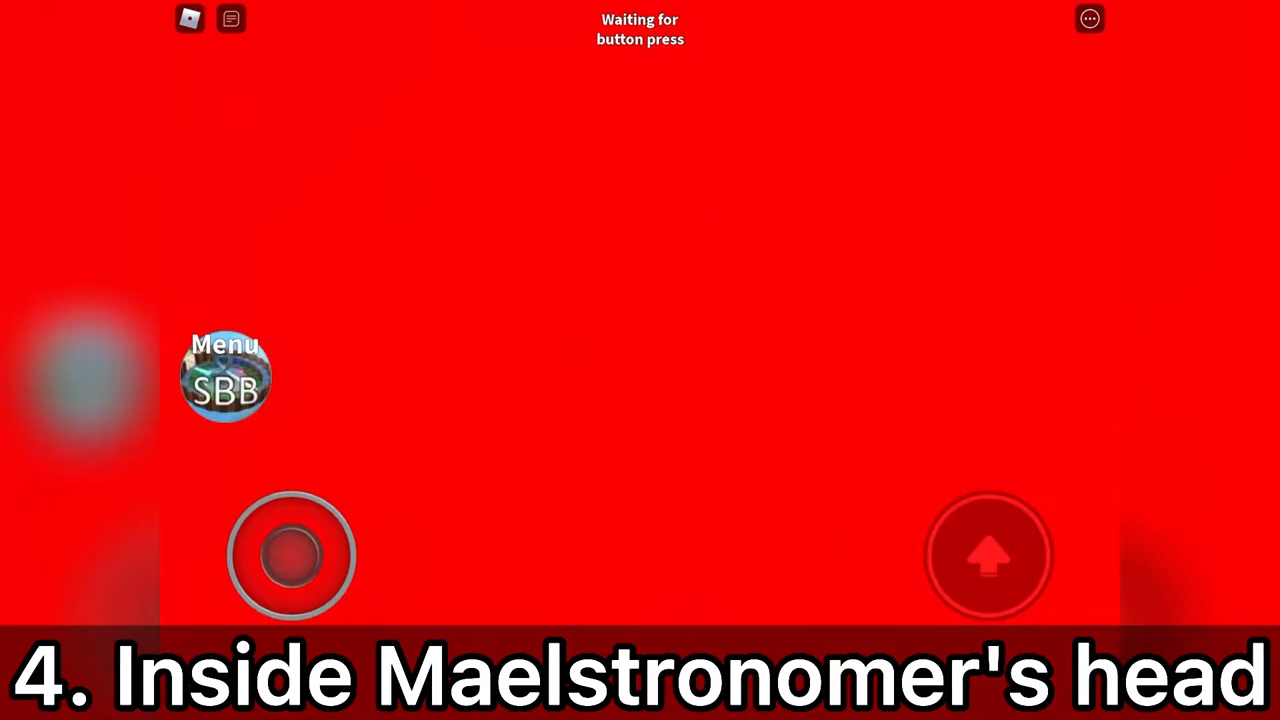 Waiting for
button press
Menu
SBB
4. Inside Maelstronomer's head